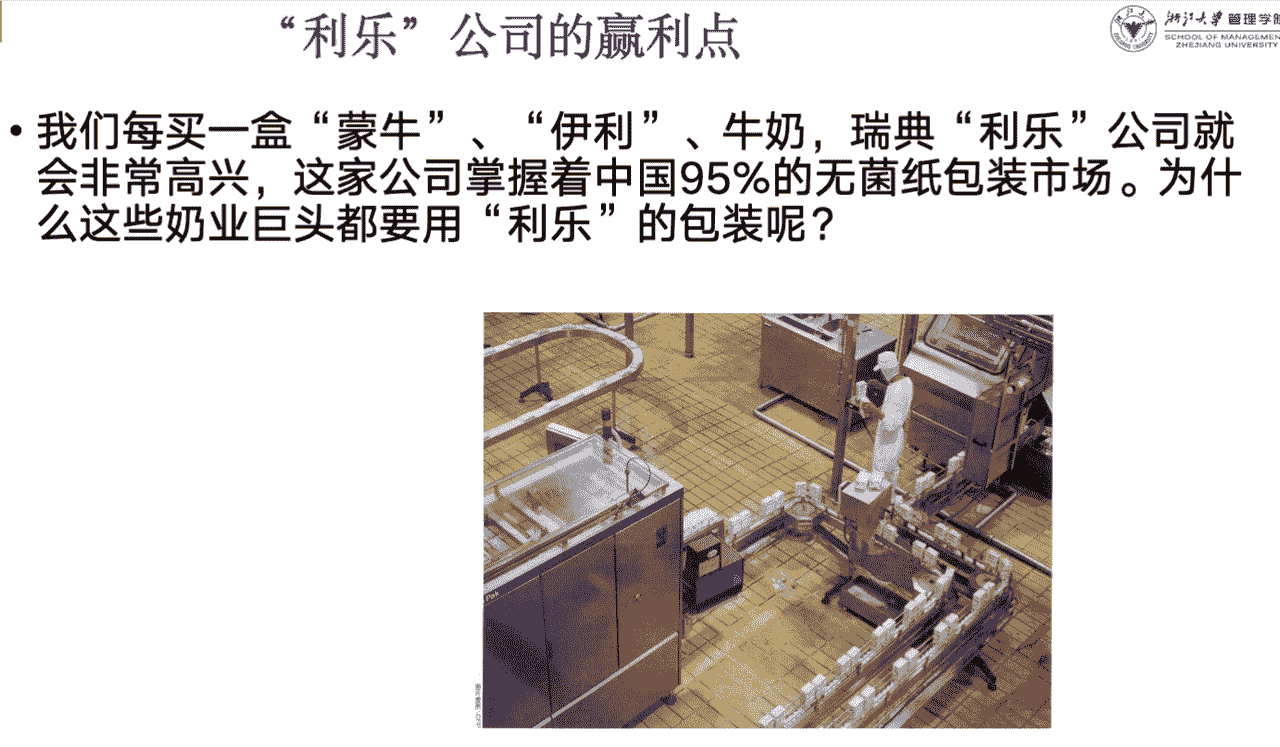 “利乐”公司的赢利点
浙江大学 管理学院
SCHOOL OF MANAGEMENT
ZHEJIANG UNIVERSITY
• 我们每买一盒“蒙牛”、“伊利”、牛奶，瑞典“利乐”公司就
会非常高兴，这家公司掌握着中国95%的无菌纸包装市场。为什
么这些奶业巨头都要用“利乐”的包装呢？